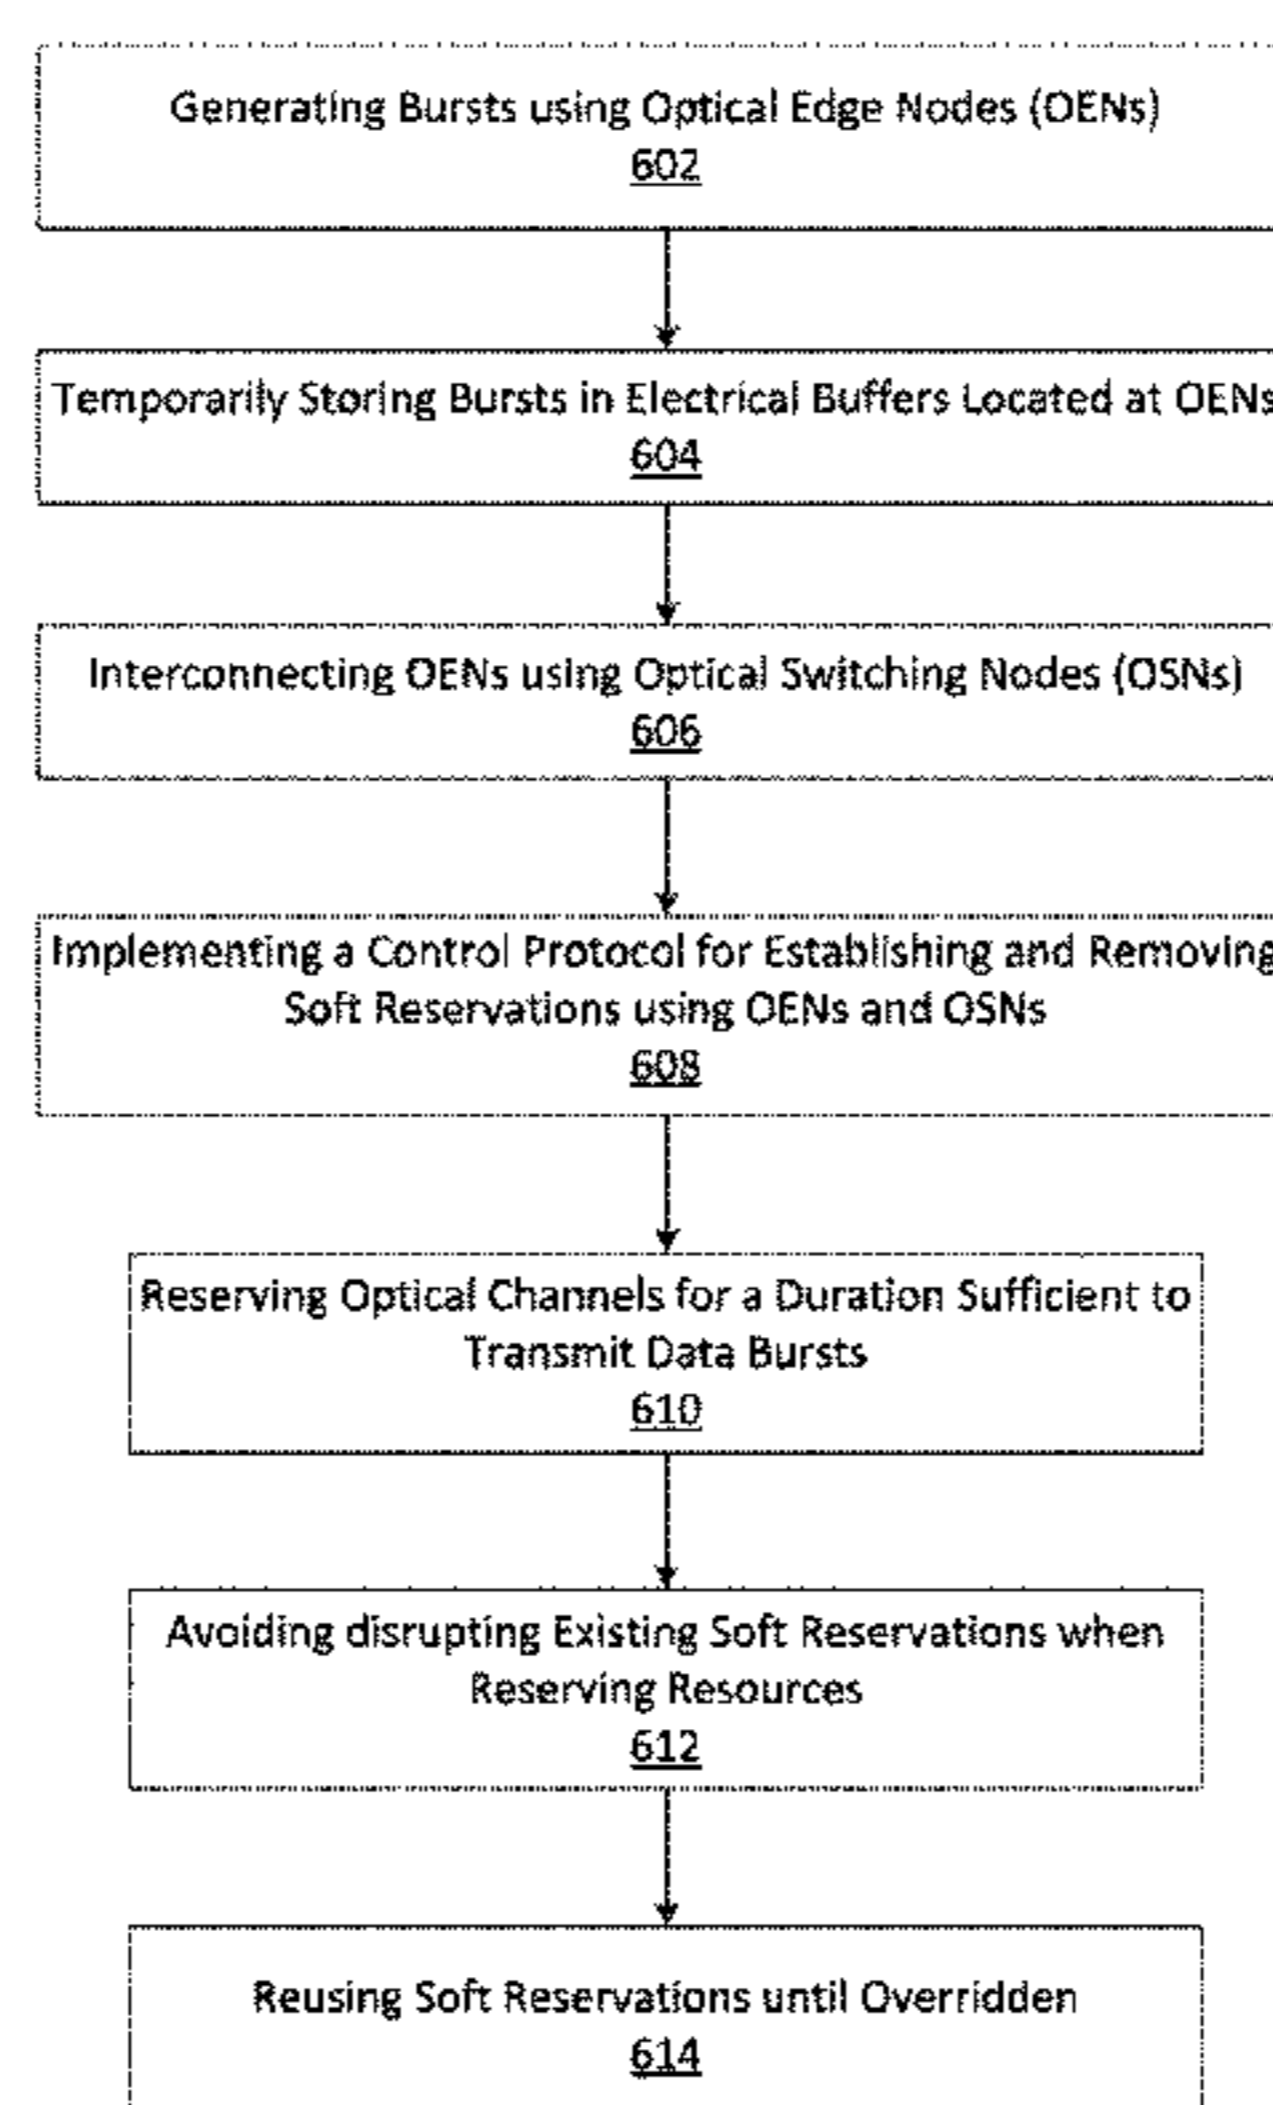 Generating Bursts using Optical Edge Nodes (OENs)
602
Temporarily Storing Bursts in Electrical Buffers Located at OENs
604
Interconnecting OENs using Optical Switching Nodes (OSNs)
606
Implementing a Control Protocol for Establishing and Removing
Soft Reservations using OENs and OSNs
608
Reserving Optical Channels for a Duration Sufficient to
Transmit Data Bursts
610
Avoiding disrupting Existing Soft Reservations when
Reserving Resources
612
Reusing Soft Reservations until Overridden
614